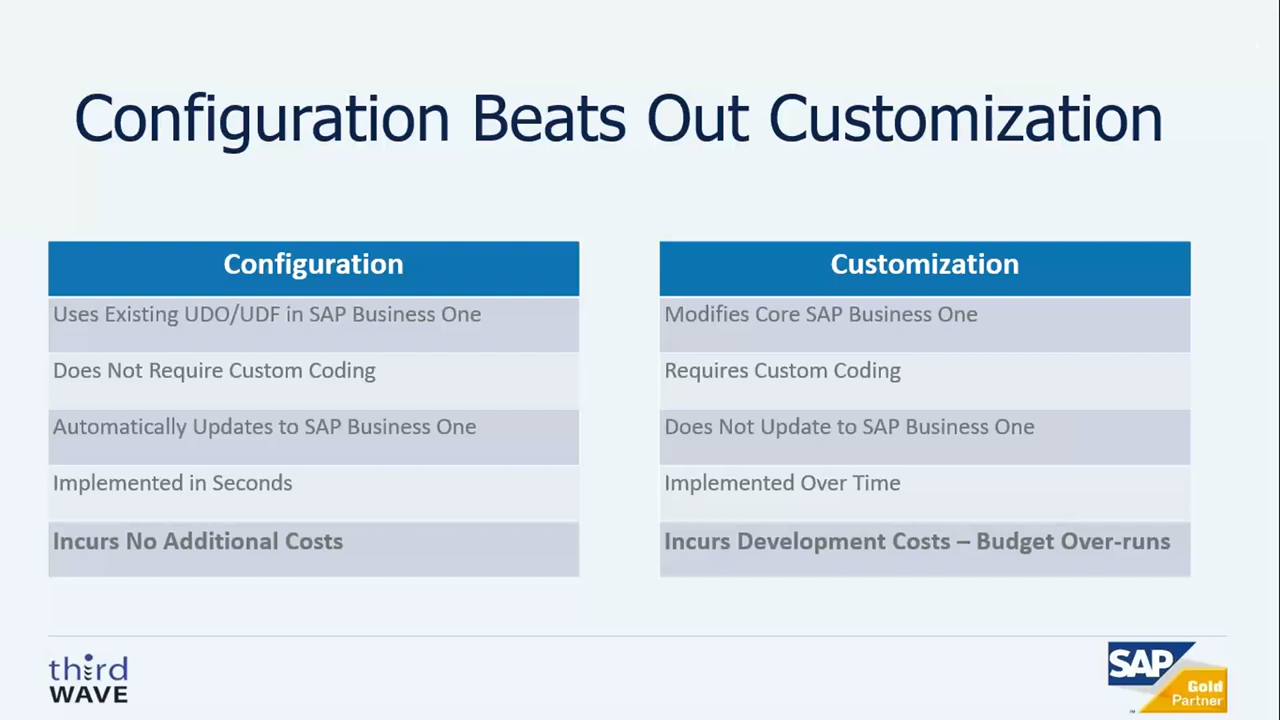 Configuration Beats Out Customization
Configuration
Uses Existing UDO/UDF in SAP Business One
Does Not Require Custom Coding
Automatically Updates to SAP Business One
Implemented in Seconds
Incurs No Additional Costs
Customization
Modifies Core SAP Business One
Requires Custom Coding
Does Not Update to SAP Business One
Implemented Over Time
Incurs Development Costs – Budget Over-runs
third
WAVE
SAP
Gold
Partner